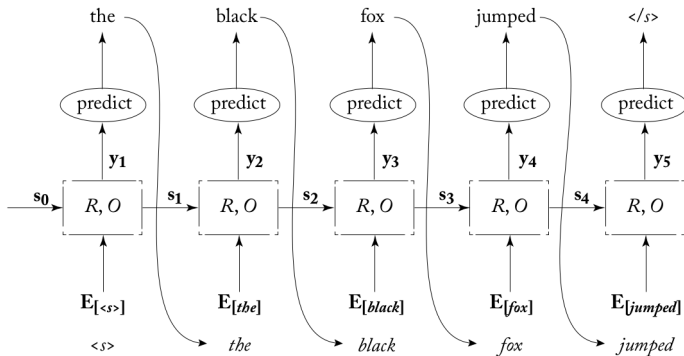 the black fox jumped </s>
predict predict predict predict predict
y₁ y₂ y₃ y₄ y₅
s₀ R, O s₁ R, O s₂ R, O s₃ R, O s₄ R, O
E[<s>] E[the] E[black] E[fox] E[jumped]
<s> the black fox jumped